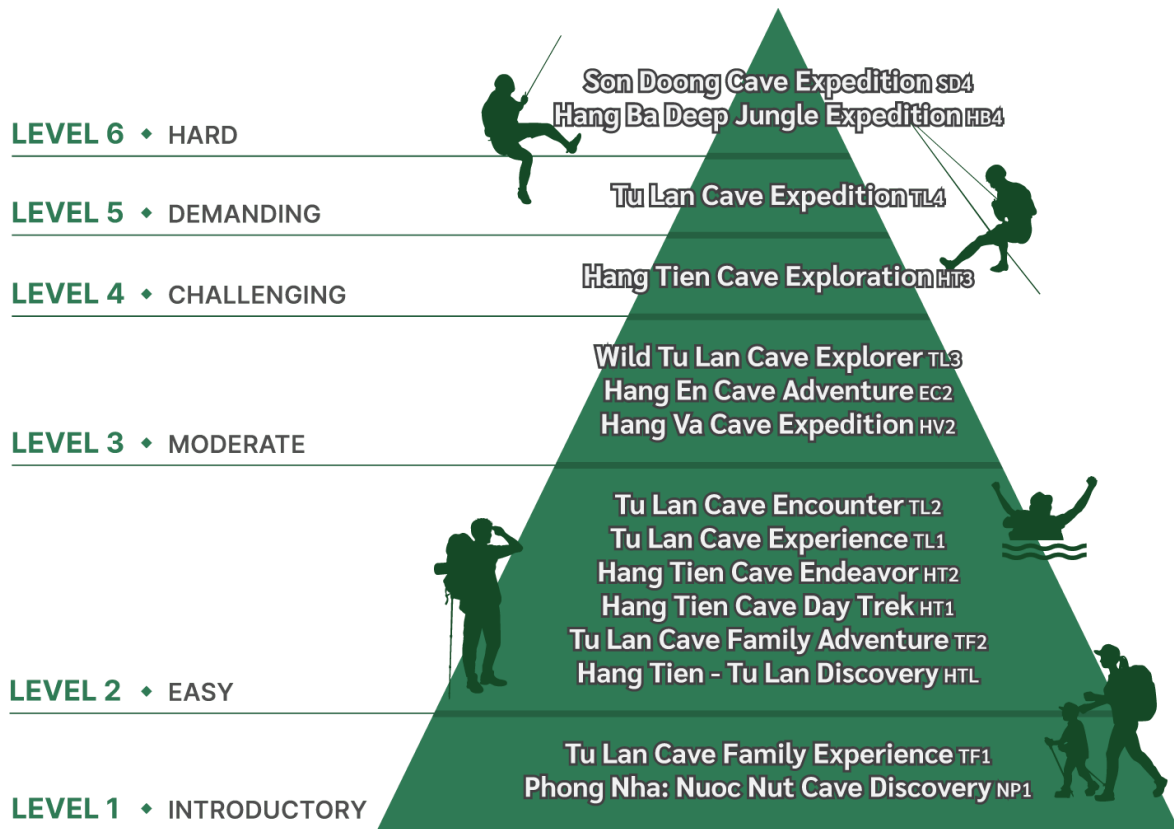 Son Doong Cave Expedition SD4
Hang Ba Deep Jungle Expedition HB4
LEVEL 6 ◆ HARD
Tu Lan Cave Expedition TL4
LEVEL 5 ◆ DEMANDING
Hang Tien Cave Exploration HT3
LEVEL 4 ◆ CHALLENGING
Wild Tu Lan Cave Explorer TL3
Hang En Cave Adventure EC2
Hang Va Cave Expedition HV2
LEVEL 3 ◆ MODERATE
Tu Lan Cave Encounter TL2
Tu Lan Cave Experience TL1
Hang Tien Cave Endeavor HT2
Hang Tien Cave Day Trek HT1
Tu Lan Cave Family Adventure TF2
Hang Tien - Tu Lan Discovery HTL
LEVEL 2 ◆ EASY
Tu Lan Cave Family Experience TF1
Phong Nha: Nuoc Nut Cave Discovery NP1
LEVEL 1 ◆ INTRODUCTORY